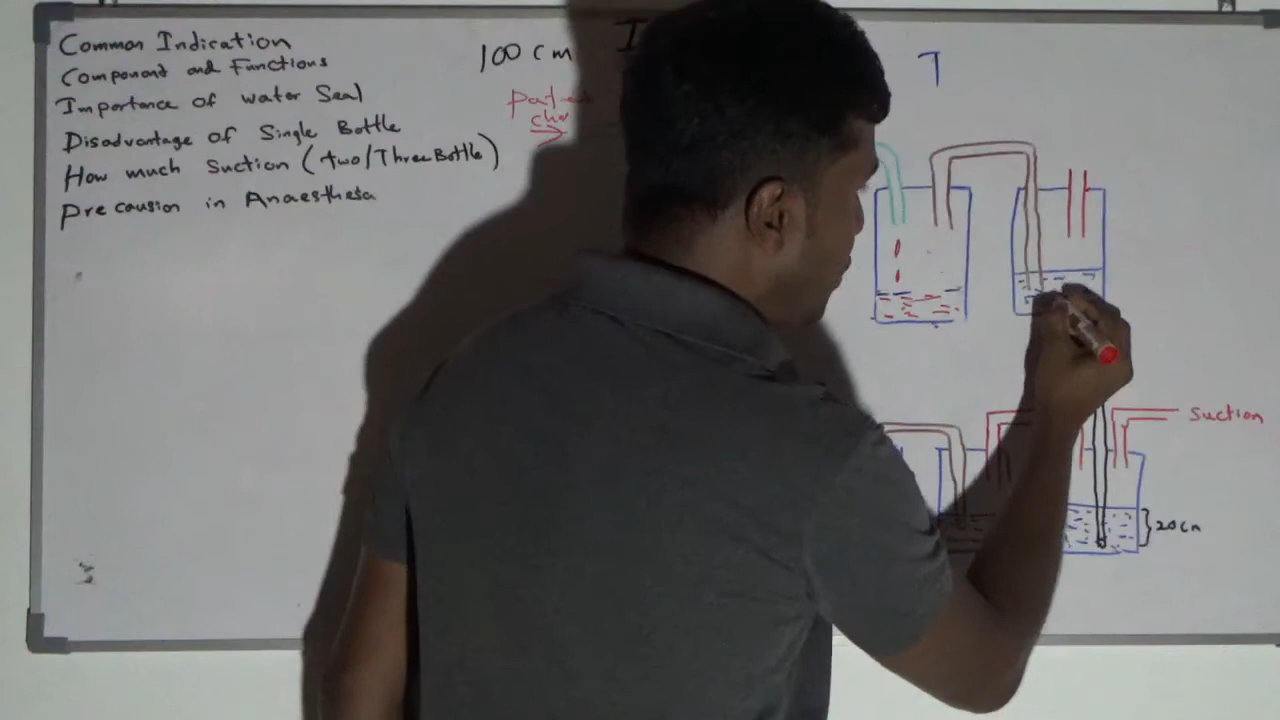 Common Indication
Component and Functions
Importance of water Seal
Disadvantage of Single Bottle
How much Suction (two/Three Bottle)
Precausion in Anaesthesia
100 cm
Suction
20cm